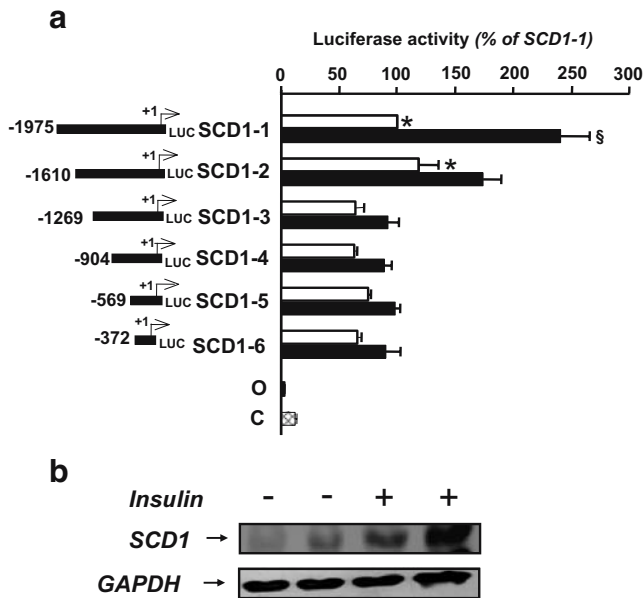 a
Luciferase activity (% of SCD1-1)
0 50 100 150 200 250 300
-1975 +1 LUC SCD1-1 * §
-1610 +1 LUC SCD1-2 *
-1269 +1 LUC SCD1-3
-904 +1 LUC SCD1-4
-569 +1 LUC SCD1-5
-372 +1 LUC SCD1-6
O
C
b
Insulin - - + +
SCD1
GAPDH